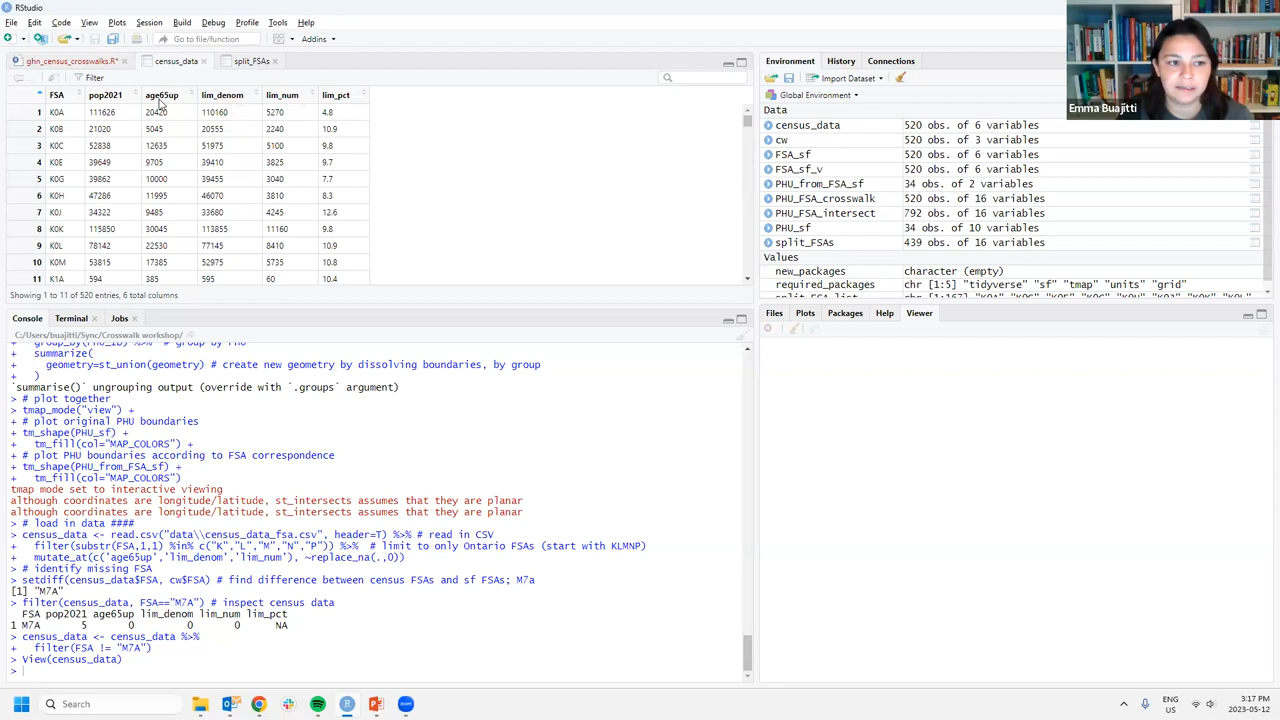 RStudio
File Edit Code View Plots Session Build Debug Profile Tools Help
Go to file/function Addins
ghn_census_crosswalks.R* census_data split_FSAs
Filter
FSA pop2021 age65up lim_denom lim_num lim_pct
1 K0A 111626 20420 110160 5270 4.8
2 K0B 21020 5045 20555 2240 10.9
3 K0C 52838 12635 51975 5100 9.8
4 K0E 39649 9705 39410 3825 9.7
5 K0G 39862 10000 39455 3040 7.7
6 K0H 47286 11995 46070 3810 8.3
7 K0J 34322 9485 33680 4245 12.6
8 K0K 115850 30045 113855 11160 9.8
9 K0L 78142 22530 77145 8410 10.9
10 K0M 53815 17385 52975 5735 10.8
11 K1A 594 385 595 60 10.4
Showing 1 to 11 of 520 entries, 6 total columns
Console Terminal Jobs
C:/Users/buajitti/Sync/Crosswalk workshop/
+ group_by(PHU_ID) %>% # group by PHU
+ summarize(
+ geometry=st_union(geometry) # create new geometry by dissolving boundaries, by group
+ )
`summarise()` ungrouping output (override with `.groups` argument)
> # plot together
> tmap_mode("view") +
+ # plot original PHU boundaries
+ tm_shape(PHU_sf) +
+ tm_fill(col="MAP_COLORS") +
+ # plot PHU boundaries according to FSA correspondence
+ tm_shape(PHU_from_FSA_sf) +
+ tm_fill(col="MAP_COLORS")
tmap mode set to interactive viewing
although coordinates are longitude/latitude, st_intersects assumes that they are planar
although coordinates are longitude/latitude, st_intersects assumes that they are planar
> # load in data ####
> census_data <- read.csv("data\\census_data_fsa.csv", header=T) %>% # read in CSV
+ filter(substr(FSA,1,1) %in% c("K","L","M","N","P")) %>% # limit to only Ontario FSAs (start with KLMNP)
+ mutate_at(c('age65up','lim_denom','lim_num'), ~replace_na(.,0))
> # identify missing FSA
> setdiff(census_data$FSA, cw$FSA) # find difference between census FSAs and sf FSAs; M7a
[1] "M7A"
> filter(census_data, FSA=="M7A") # inspect census data
FSA pop2021 age65up lim_denom lim_num lim_pct
1 M7A 5 0 0 0 NA
> census_data <- census_data %>%
+ filter(FSA != "M7A")
> View(census_data)
>
Environment History Connections
Import Dataset
Global Environment
Data
census_data 520 obs. of 6 variables
cw 520 obs. of 3 variables
FSA_sf 520 obs. of 6 variables
FSA_sf_v 520 obs. of 6 variables
PHU_from_FSA_sf 34 obs. of 2 variables
PHU_FSA_crosswalk 520 obs. of 16 variables
PHU_FSA_intersect 792 obs. of 13 variables
PHU_sf 34 obs. of 10 variables
split_FSAs 439 obs. of 16 variables
Values
new_packages character (empty)
required_packages chr [1:5] "tidyverse" "sf" "tmap" "units" "grid"
Files Plots Packages Help Viewer
Emma Buajitti
Search
ENG
US
3:17 PM
2023-05-12